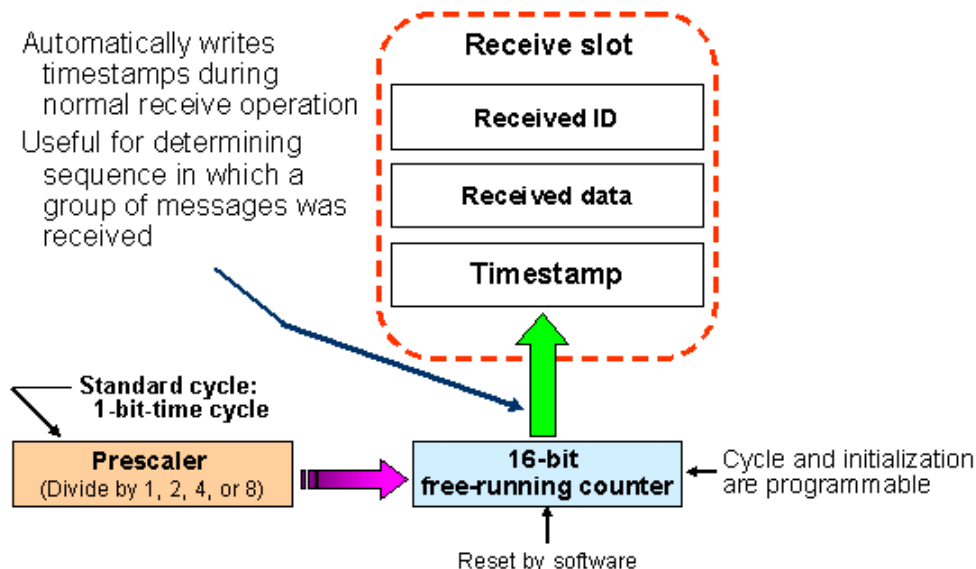 Automatically writes
timestamps during
normal receive operation
Useful for determining
sequence in which a
group of messages was
received
Receive slot
Received ID
Received data
Timestamp
Standard cycle:
1-bit-time cycle
Prescaler
(Divide by 1, 2, 4, or 8)
16-bit
free-running counter
Cycle and initialization
are programmable
Reset by software